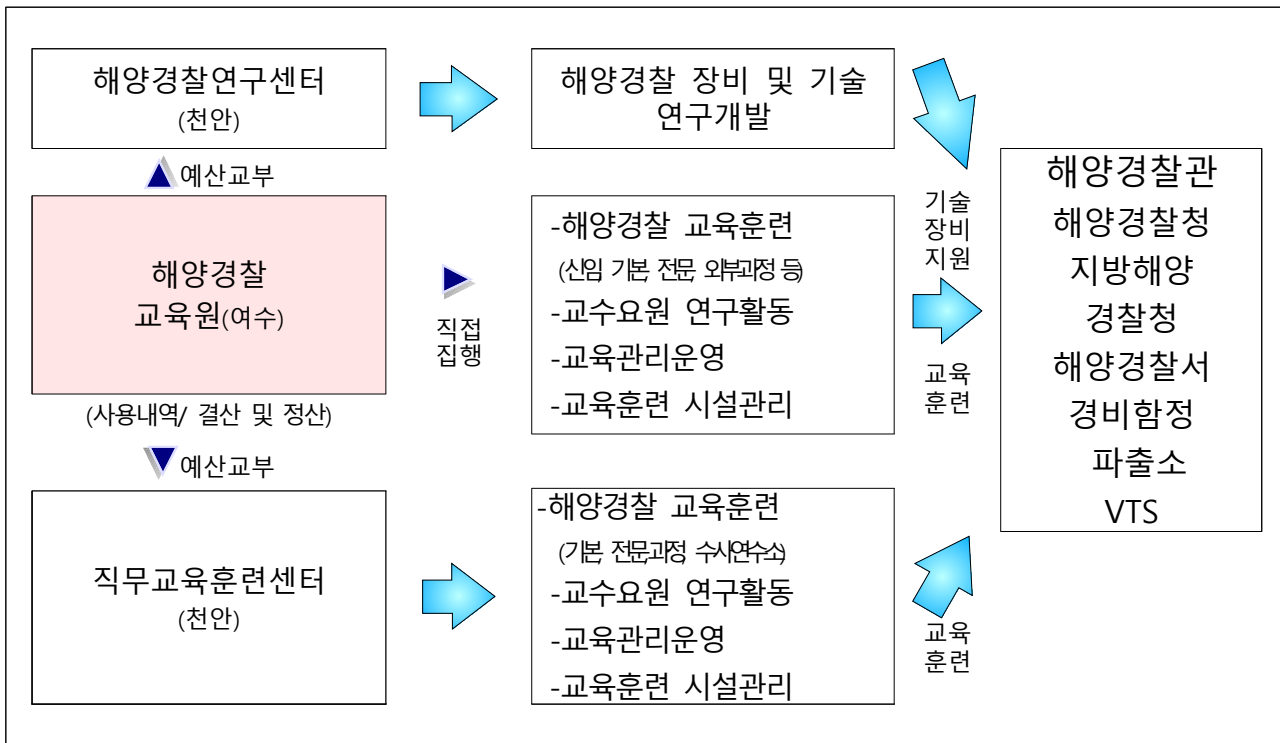 해양경찰연구센터
(천안)
해양경찰 장비 및 기술
연구개발
예산교부
해양경찰
교육원(여수)
직접
집행
-해양경찰 교육훈련
(신임, 기본, 전문, 외부과정 등)
-교수요원 연구활동
-교육관리운영
-교육훈련 시설관리
기술
장비
지원
교육
훈련
해양경찰관
해양경찰청
지방해양
경찰청
해양경찰서
경비함정
파출소
VTS
(사용내역/ 결산 및 정산)
예산교부
직무교육훈련센터
(천안)
-해양경찰 교육훈련
(기본, 전문과정, 수사연수소)
-교수요원 연구활동
-교육관리운영
-교육훈련 시설관리
교육
훈련